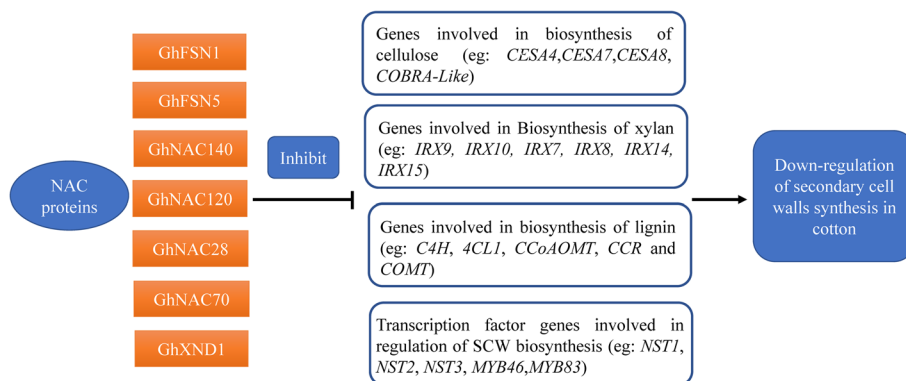 NAC
proteins
GhFSN1
GhFSN5
GhNAC140
GhNAC120
GhNAC28
GhNAC70
GhXND1
Inhibit
Genes involved in biosynthesis of
cellulose (eg: CESA4,CESA7,CESA8,
COBRA-Like)
Genes involved in Biosynthesis of xylan
(eg: IRX9, IRX10, IRX7, IRX8, IRX14,
IRX15)
Genes involved in biosynthesis of lignin
(eg: C4H, 4CL1, CCoAOMT, CCR and
COMT)
Transcription factor genes involved in
regulation of SCW biosynthesis (eg: NST1,
NST2, NST3, MYB46,MYB83)
Down-regulation
of secondary cell
walls synthesis in
cotton